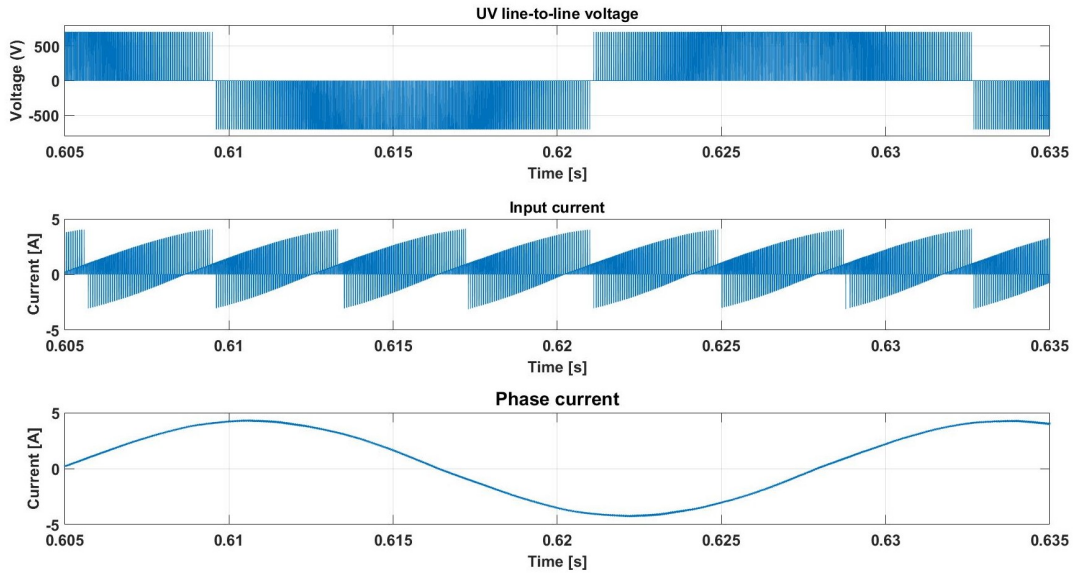 UV line-to-line voltage
Voltage (V)
500
0
-500
0.605 0.61 0.615 0.62 0.625 0.63 0.635
Time [s]
Input current
Current [A]
5
0
-5
0.605 0.61 0.615 0.62 0.625 0.63 0.635
Time [s]
Phase current
Current [A]
5
0
-5
0.605 0.61 0.615 0.62 0.625 0.63 0.635
Time [s]